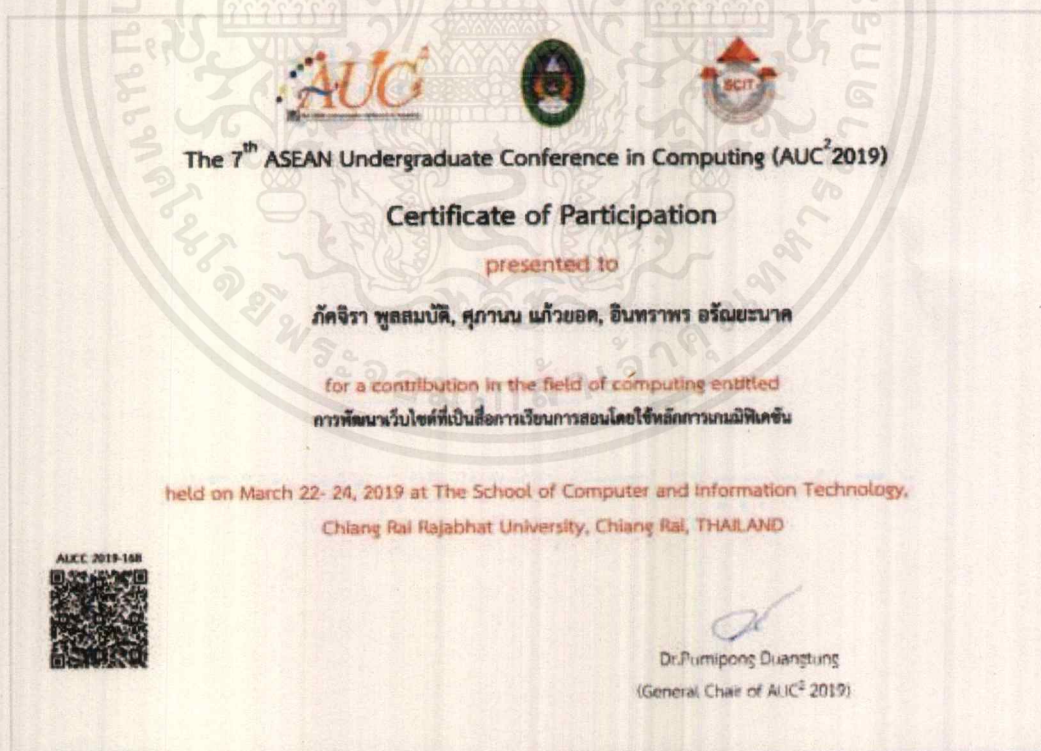 AUC²
SCIT
The 7th ASEAN Undergraduate Conference in Computing (AUC²2019)
Certificate of Participation
presented to
ภัคจิรา พูลสมบัติ, ศุภานน แก้วยอด, อินทราพร อรัณยะนาค
for a contribution in the field of computing entitled
การพัฒนาเว็บไซต์ที่เป็นสื่อการเรียนการสอนโดยใช้หลักการเกมมิฟิเคชัน
held on March 22- 24, 2019 at The School of Computer and Information Technology,
Chiang Rai Rajabhat University, Chiang Rai, THAILAND
AUCC 2019-168
Dr.Pumipong Duangtung
(General Chair of AUC² 2019)